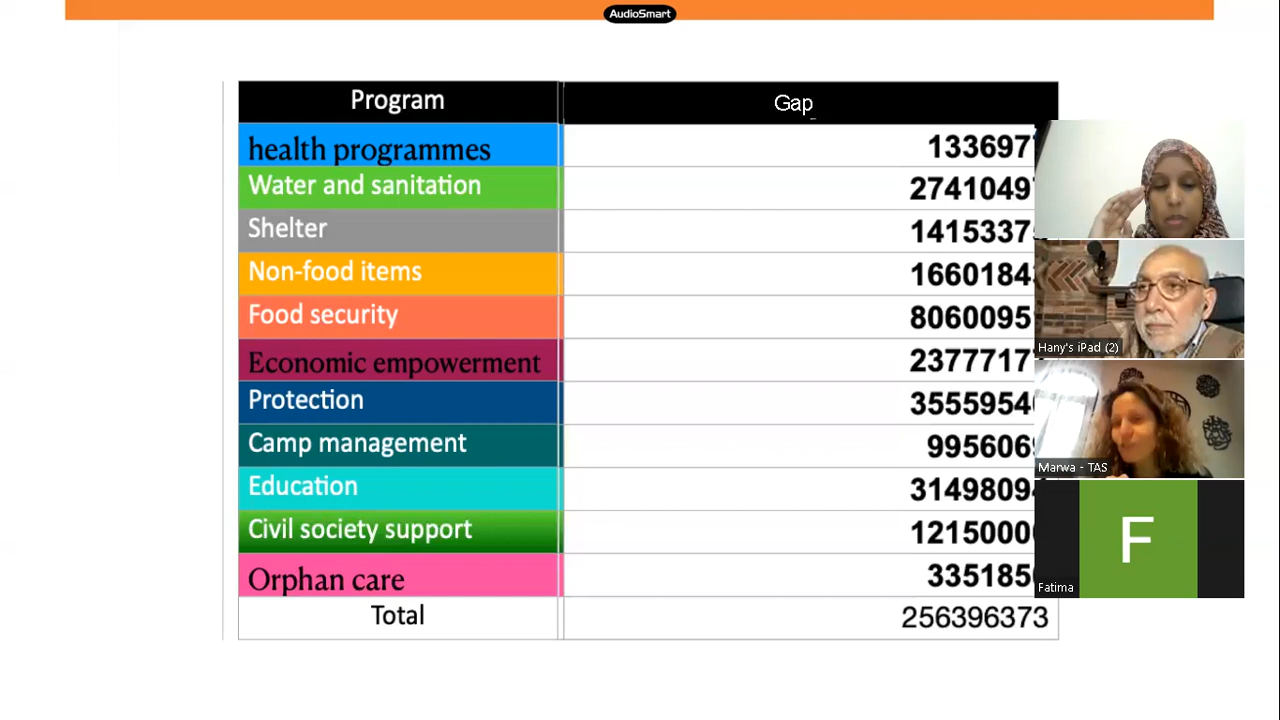 AudioSmart
Program Gap
health programmes 133697
Water and sanitation 2741049
Shelter 1415337
Non-food items 1660184
Food security 8060095
Economic empowerment 2377717
Protection 3555954
Camp management 995606
Education 3149809
Civil society support 1215000
Orphan care 335185
Total 256396373
Hany's iPad (2)
Marwa - TAS
F
Fatima